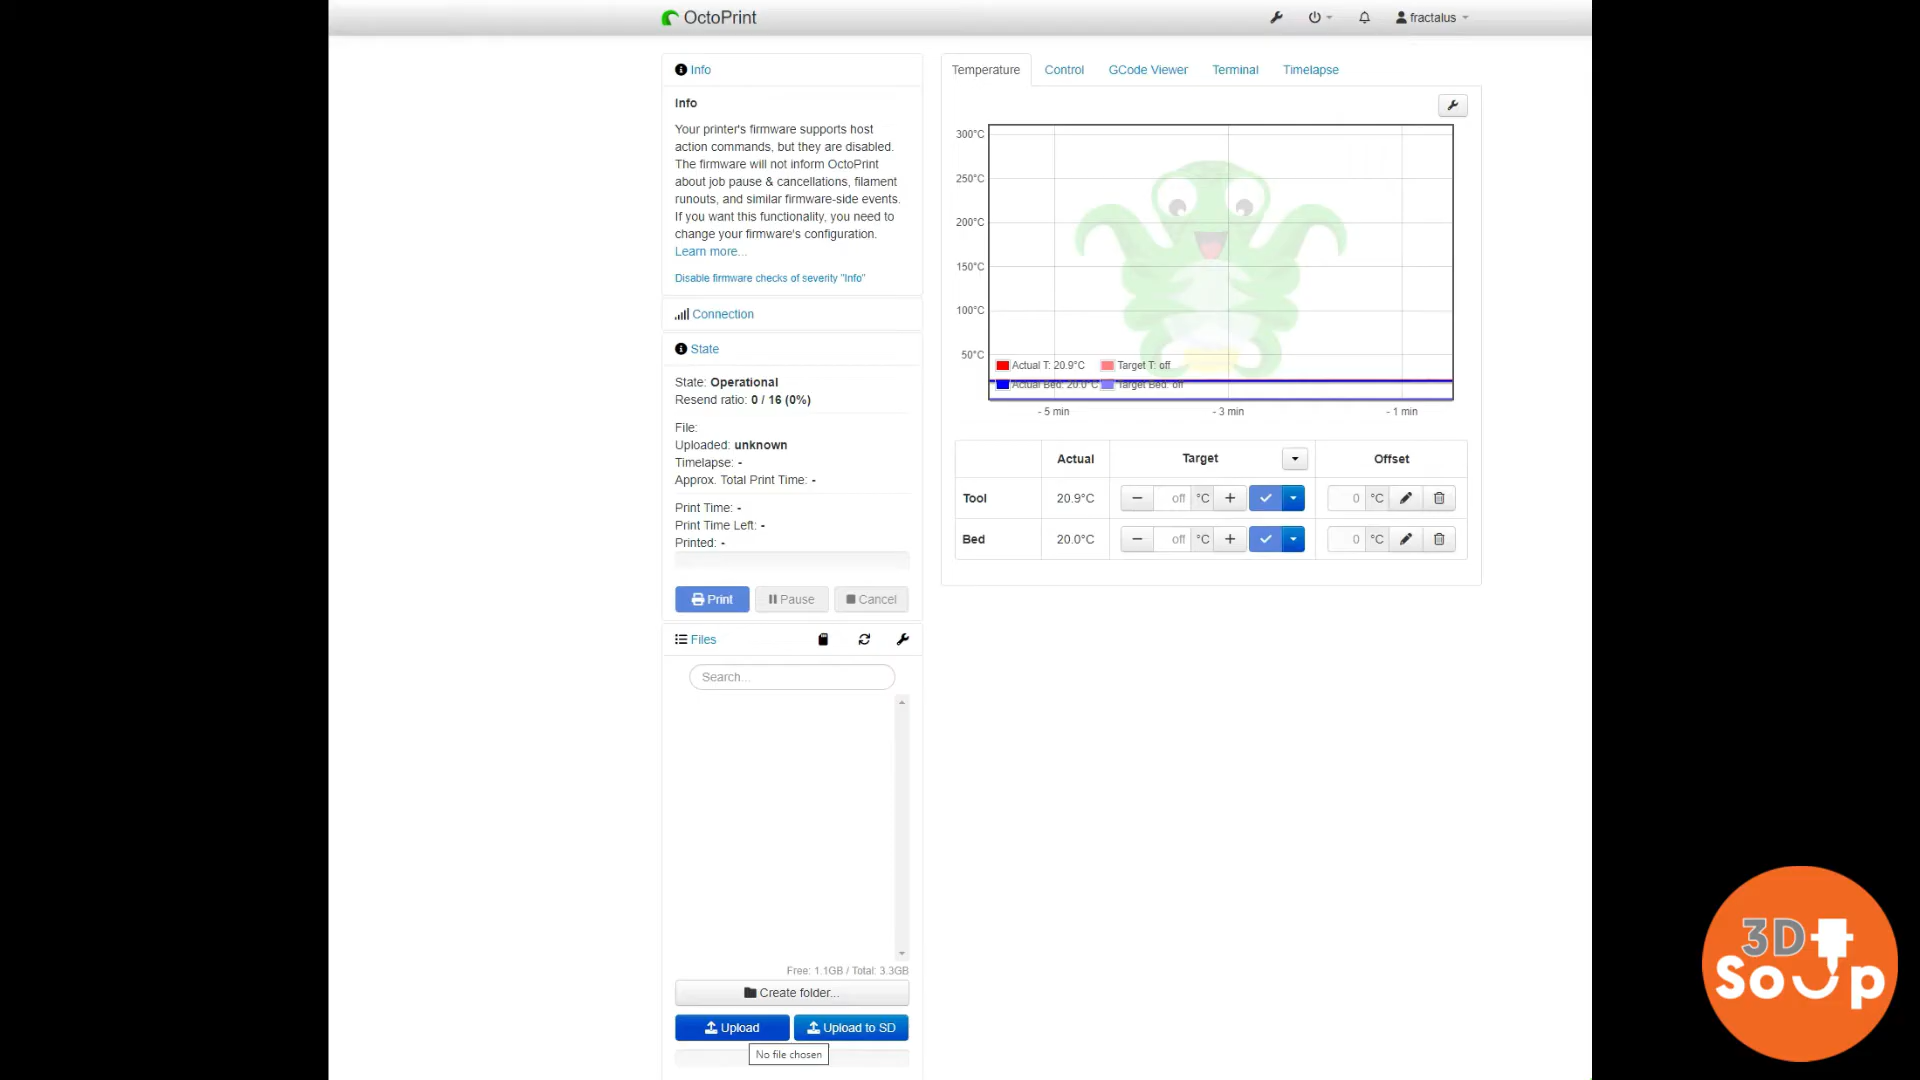 OctoPrint
fractalus
Info
Info
Your printer's firmware supports host
action commands, but they are disabled.
The firmware will not inform OctoPrint
about job pause & cancellations, filament
runouts, and similar firmware-side events.
If you want this functionality, you need to
change your firmware's configuration.
Learn more...
Disable firmware checks of severity "Info"
Connection
State
State: Operational
Resend ratio: 0 / 16 (0%)
File:
Uploaded: unknown
Timelapse: -
Approx. Total Print Time: -
Print Time: -
Print Time Left: -
Printed: -
Print Pause Cancel
Files
Search...
Free: 1.1GB / Total: 3.3GB
Create folder...
Upload Upload to SD
No file chosen
Temperature Control GCode Viewer Terminal Timelapse
300°C
250°C
200°C
150°C
100°C
50°C
Actual T: 20.9°C Target T: off
Actual Bed: 20.0°C Target Bed: off
- 5 min - 3 min - 1 min
Actual Target Offset
Tool 20.9°C off °C 0 °C
Bed 20.0°C off °C 0 °C
3D
Soup